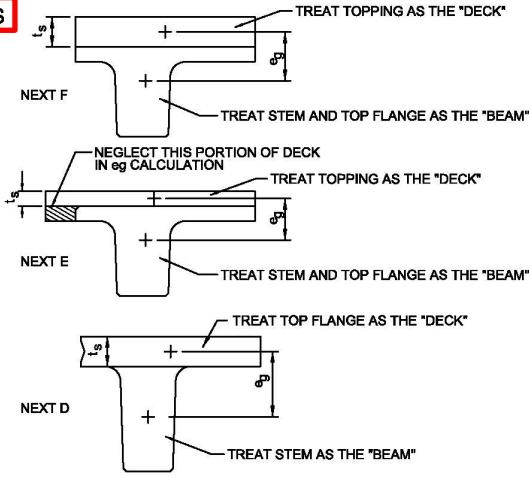 S
TREAT TOPPING AS THE "DECK"
ts
eg
NEXT F
TREAT STEM AND TOP FLANGE AS THE "BEAM"
NEGLECT THIS PORTION OF DECK
IN eg CALCULATION
TREAT TOPPING AS THE "DECK"
ts
eg
NEXT E
TREAT STEM AND TOP FLANGE AS THE "BEAM"
TREAT TOP FLANGE AS THE "DECK"
ts
eg
NEXT D
TREAT STEM AS THE "BEAM"